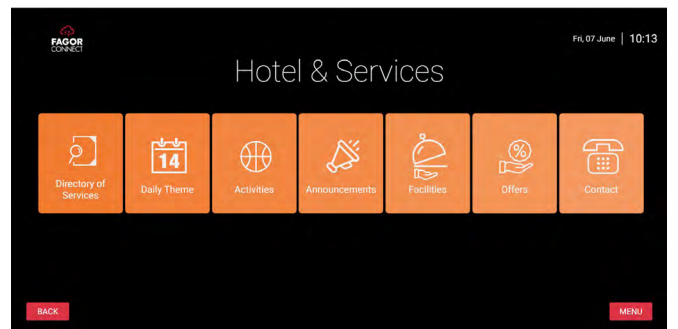 FAGOR
CONNECT
Fri, 07 June | 10:13
Hotel & Services
Directory of
Services
14
Daily Theme
Activities
Announcements
%
Facilities
Offers
Contact
BACK
MENU